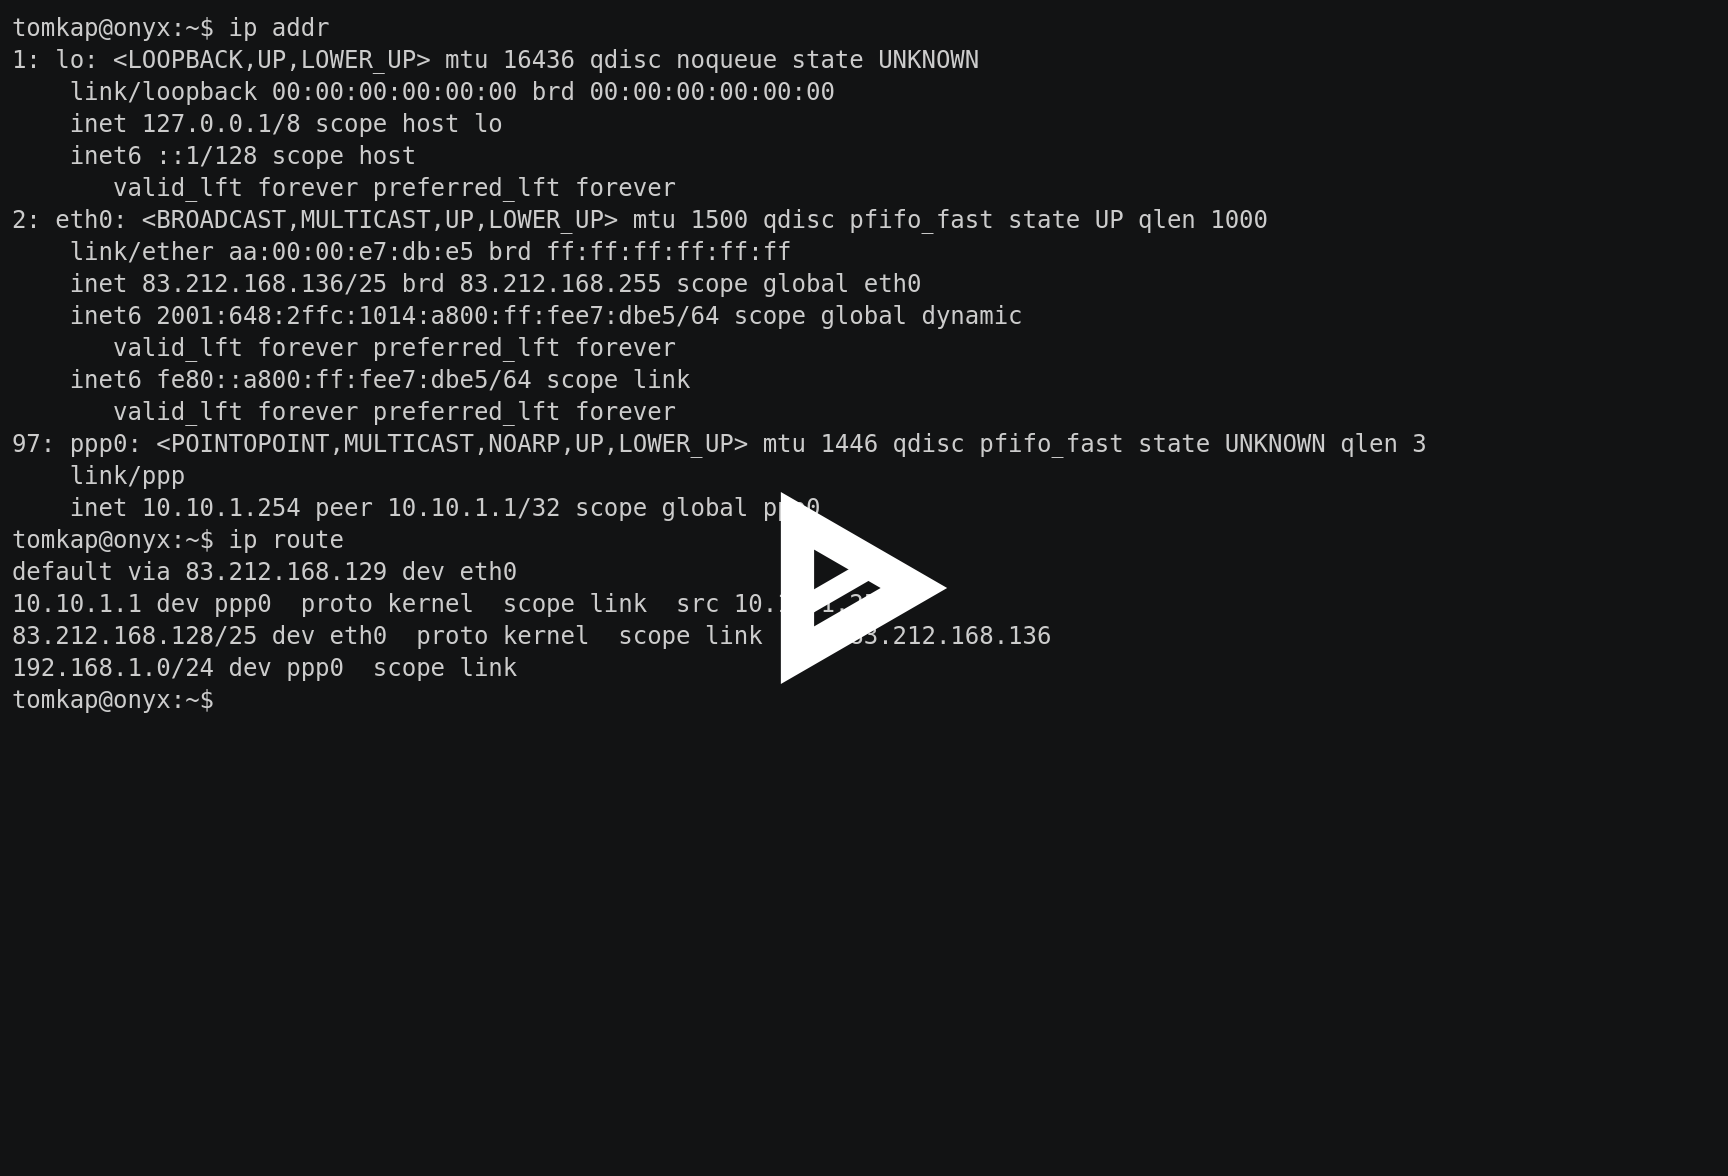 tomkap@onyx:~$ ip addr
1: lo: <LOOPBACK,UP,LOWER_UP> mtu 16436 qdisc noqueue state UNKNOWN
    link/loopback 00:00:00:00:00:00 brd 00:00:00:00:00:00
    inet 127.0.0.1/8 scope host lo
    inet6 ::1/128 scope host
       valid_lft forever preferred_lft forever
2: eth0: <BROADCAST,MULTICAST,UP,LOWER_UP> mtu 1500 qdisc pfifo_fast state UP qlen 1000
    link/ether aa:00:00:e7:db:e5 brd ff:ff:ff:ff:ff:ff
    inet 83.212.168.136/25 brd 83.212.168.255 scope global eth0
    inet6 2001:648:2ffc:1014:a800:ff:fee7:dbe5/64 scope global dynamic
       valid_lft forever preferred_lft forever
    inet6 fe80::a800:ff:fee7:dbe5/64 scope link
       valid_lft forever preferred_lft forever
97: ppp0: <POINTOPOINT,MULTICAST,NOARP,UP,LOWER_UP> mtu 1446 qdisc pfifo_fast state UNKNOWN qlen 3
    link/ppp
    inet 10.10.1.254 peer 10.10.1.1/32 scope global ppp0
tomkap@onyx:~$ ip route
default via 83.212.168.129 dev eth0
10.10.1.1 dev ppp0  proto kernel  scope link  src
83.212.168.128/25 dev eth0  proto kernel  scope link  83.212.168.136
192.168.1.0/24 dev ppp0  scope link
tomkap@onyx:~$